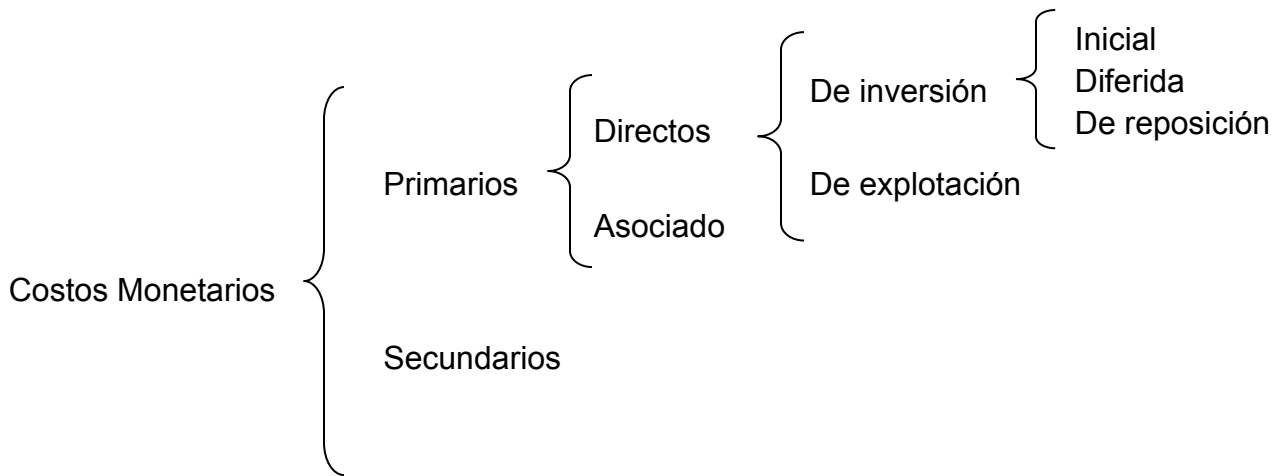 Costos Monetarios
Primarios
Secundarios
Directos
Asociado
De inversión
De explotación
Inicial
Diferida
De reposición